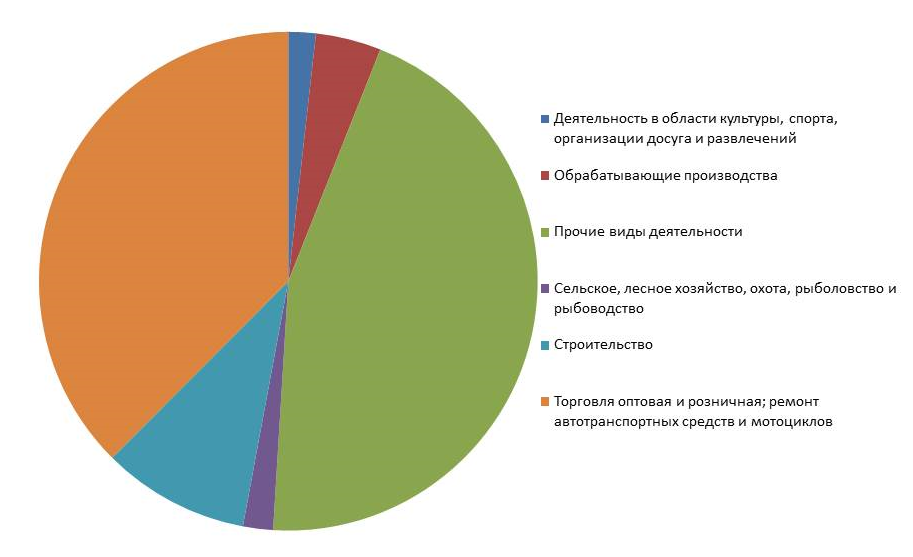 Деятельность в области культуры, спорта,
организации досуга и развлечений
Обрабатывающие производства
Прочие виды деятельности
Сельское, лесное хозяйство, охота, рыболовство и
рыбоводство
Строительство
Торговля оптовая и розничная; ремонт
автотранспортных средств и мотоциклов